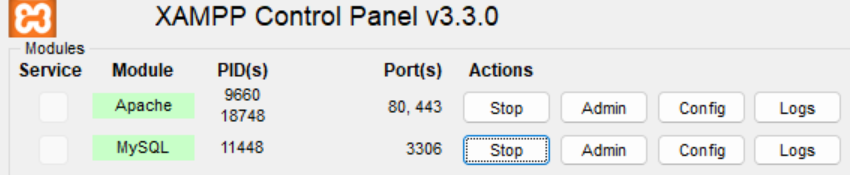 XAMPP Control Panel v3.3.0
Modules
Service Module PID(s) Port(s) Actions
Apache 9660 18748 80, 443 Stop Admin Config Logs
MySQL 11448 3306 Stop Admin Config Logs